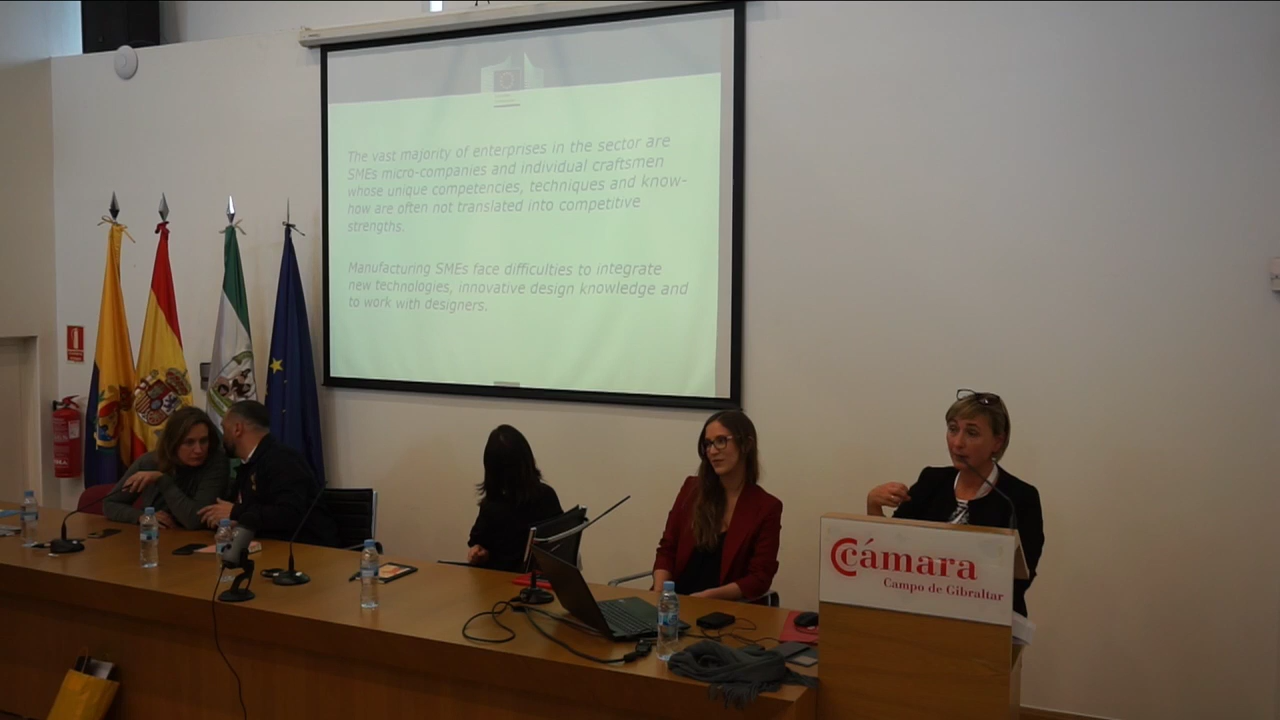 The vast majority of enterprises in the sector are
SMEs micro-companies and individual craftsmen
whose unique competencies, techniques and know-
how are often not translated into competitive
strengths.
Manufacturing SMEs face difficulties to integrate
new technologies, innovative design knowledge and
to work with designers.
cámara
Campo de Gibraltar